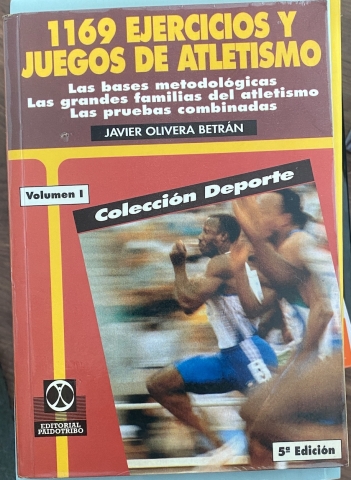 1169 EJERCICIOS Y
JUEGOS DE ATLETISMO
Las bases metodológicas
Las grandes familias del atletismo
Las pruebas combinadas
JAVIER OLIVERA BETRÁN
Volumen I
Colección Deporte
EDITORIAL
PAIDOTRIBO
5ª Edición